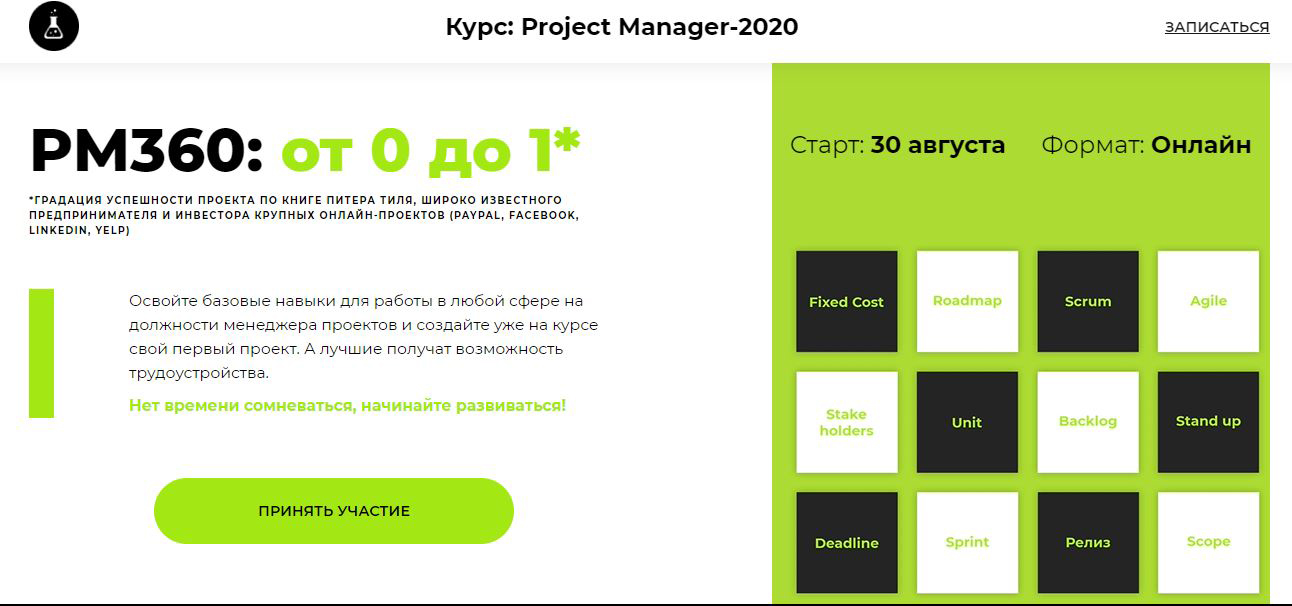 Курс: Project Manager-2020
ЗАПИСАТЬСЯ
PM360: от 0 до 1*
*ГРАДАЦИЯ УСПЕШНОСТИ ПРОЕКТА ПО КНИГЕ ПИТЕРА ТИЛЯ, ШИРОКО ИЗВЕСТНОГО
ПРЕДПРИНИМАТЕЛЯ И ИНВЕСТОРА КРУПНЫХ ОНЛАЙН-ПРОЕКТОВ (PAYPAL, FACEBOOK,
LINKEDIN, YELP)
Освойте базовые навыки для работы в любой сфере на
должности менеджера проектов и создайте уже на курсе
свой первый проект. А лучшие получат возможность
трудоустройства.
Нет времени сомневаться, начинайте развиваться!
ПРИНЯТЬ УЧАСТИЕ
Старт: 30 августа
Формат: Онлайн
Fixed Cost
Roadmap
Scrum
Agile
Stake
holders
Unit
Backlog
Stand up
Deadline
Sprint
Релиз
Scope